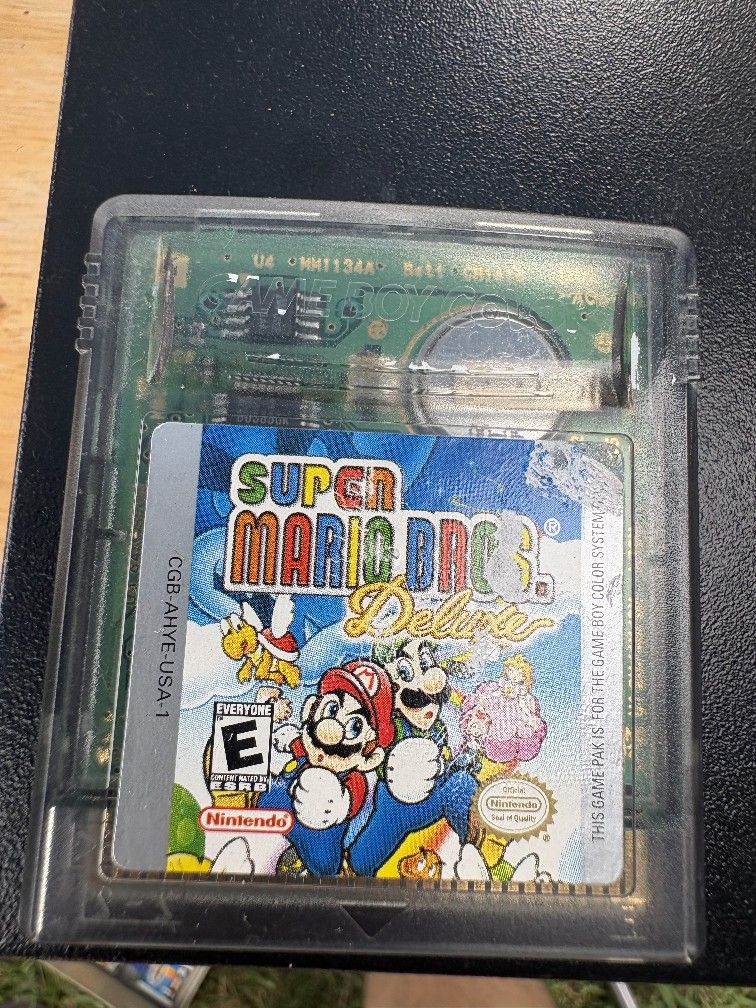 U4 MM1134A
GAME BOY COLOR
SUPER
MARIO BROS.®
Deluxe
CGB-AHYE-USA-1
EVERYONE
E
CONTENT RATED BY
ESRB
Nintendo
Official
Nintendo
Seal of Quality
THIS GAME PAK IS FOR THE GAME BOY COLOR SYSTEM